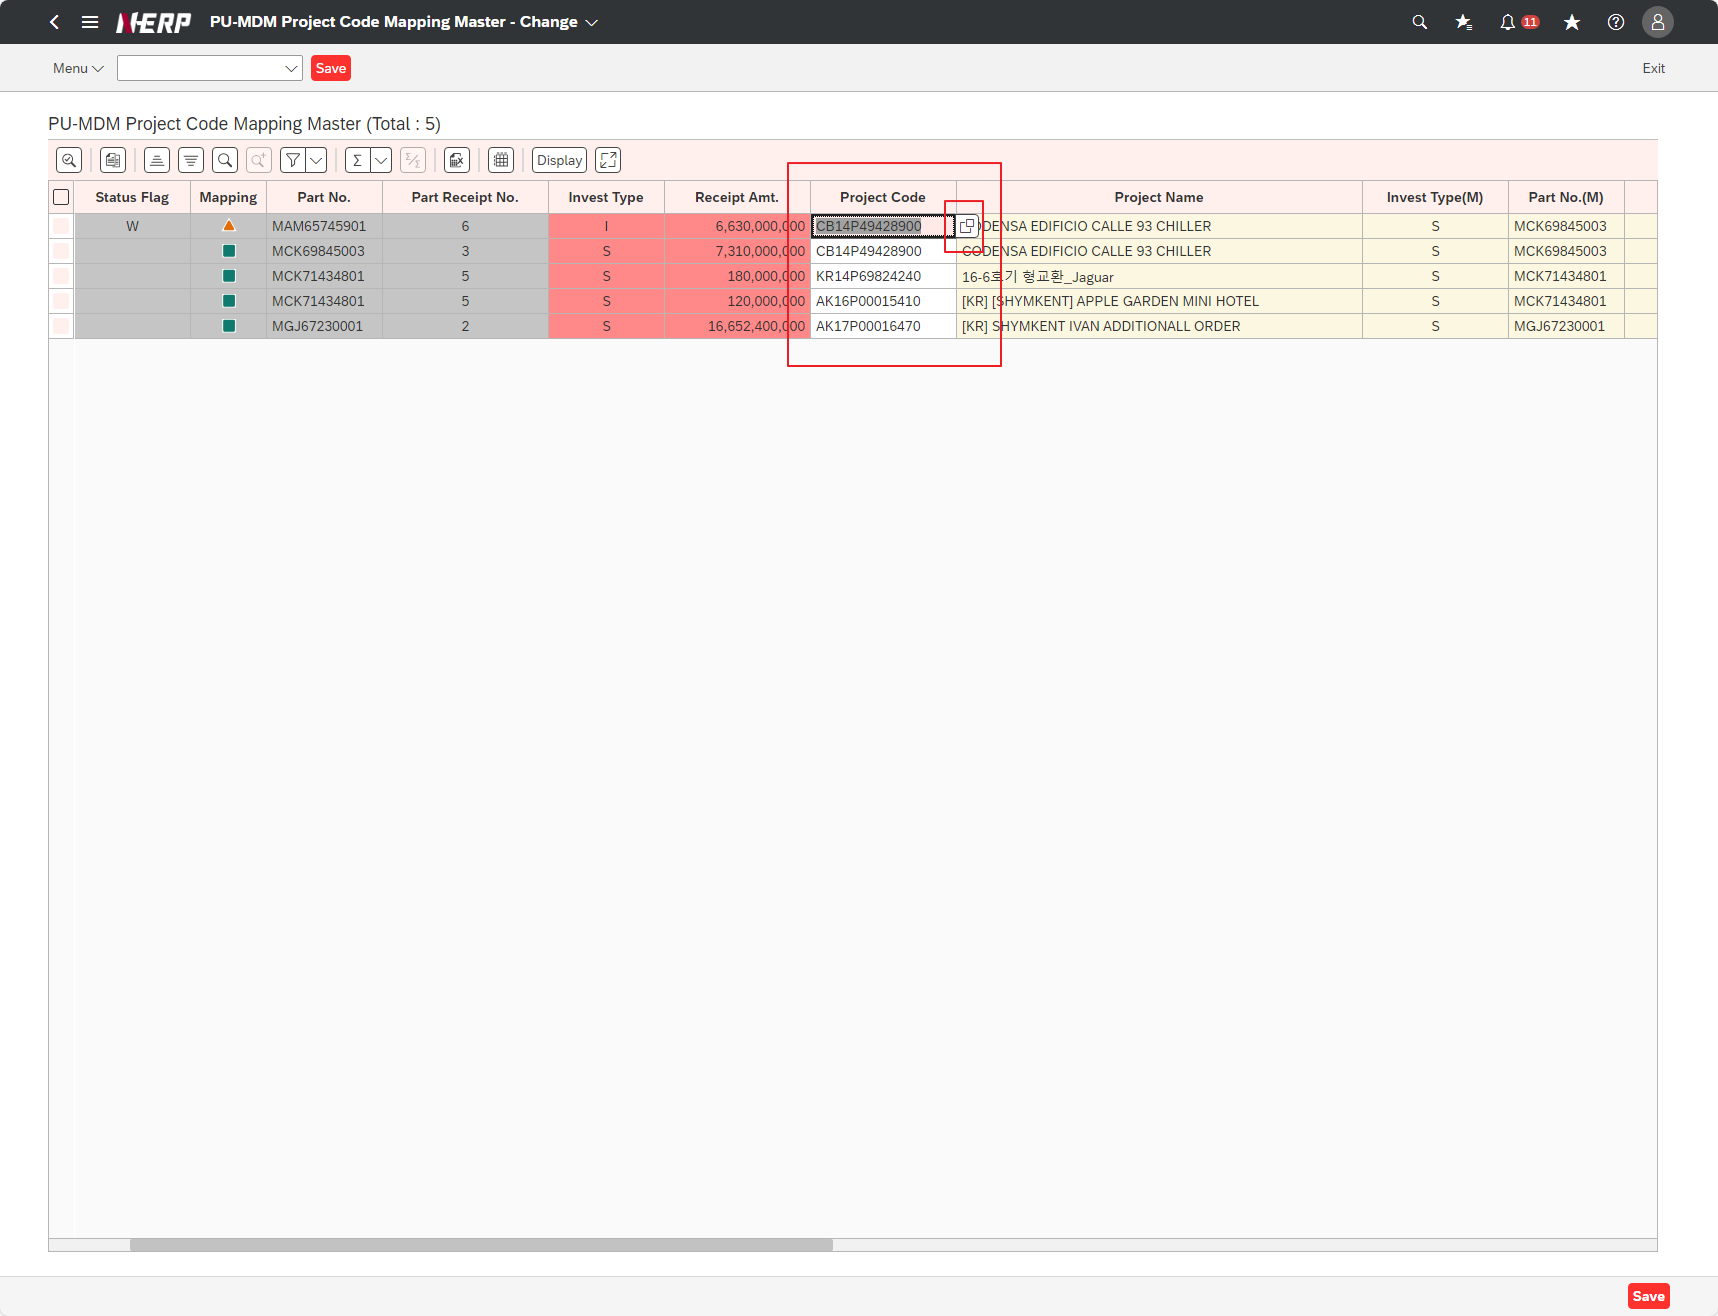 NERP PU-MDM Project Code Mapping Master - Change 11
Menu Save Exit
PU-MDM Project Code Mapping Master (Total : 5)
Display
Status Flag Mapping Part No. Part Receipt No. Invest Type Receipt Amt. Project Code Project Name Invest Type(M) Part No.(M)
W MAM65745901 6 I 6,630,000,000 CB14P49428900 CODENSA EDIFICIO CALLE 93 CHILLER S MCK69845003
MCK69845003 3 S 7,310,000,000 CB14P49428900 CODENSA EDIFICIO CALLE 93 CHILLER S MCK69845003
MCK71434801 5 S 180,000,000 KR14P69824240 16-6호기 형교환_Jaguar S MCK71434801
MCK71434801 5 S 120,000,000 AK16P00015410 [KR] [SHYMKENT] APPLE GARDEN MINI HOTEL S MCK71434801
MGJ67230001 2 S 16,652,400,000 AK17P00016470 [KR] SHYMKENT IVAN ADDITIONALL ORDER S MGJ67230001
Save